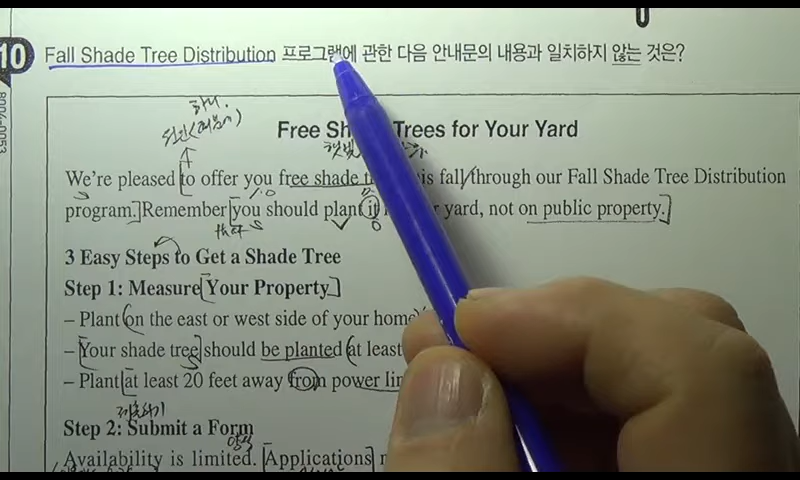 10 Fall Shade Tree Distribution 프로그램에 관한 다음 안내문의 내용과 일치하지 않는 것은?
8004-0053
Free Sh Trees for Your Yard
We're pleased to offer you free shade t is fall through our Fall Shade Tree Distribution
program. Remember you should plant it r yard, not on public property.
that
3 Easy Steps to Get a Shade Tree
Step 1: Measure Your Property
– Plant on the east or west side of your home
– Your shade tree should be planted at least
– Plant at least 20 feet away from power lin
Step 2: Submit a Form
Availability is limited. Applications